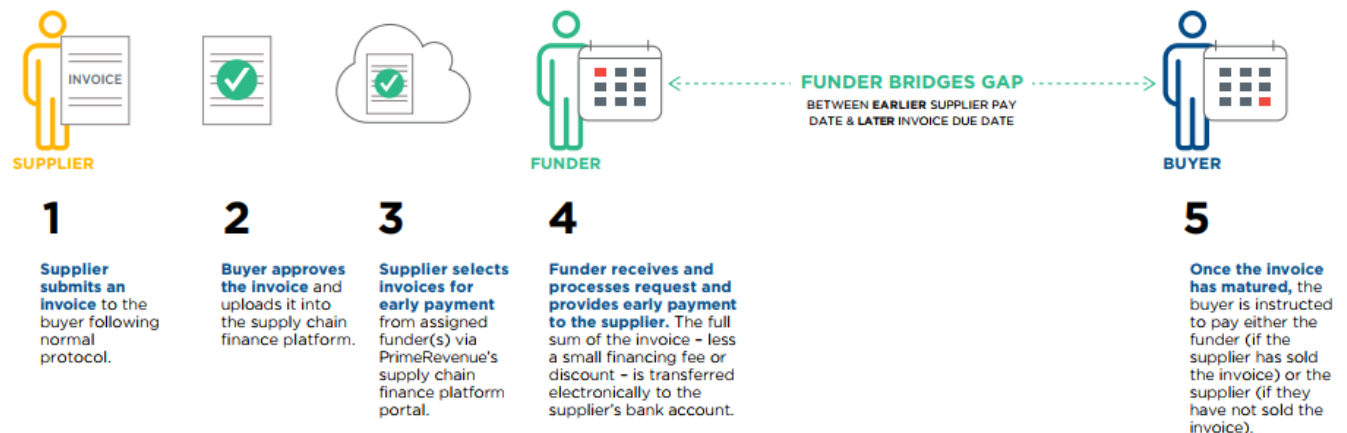 INVOICE
SUPPLIER
FUNDER
FUNDER BRIDGES GAP
BETWEEN EARLIER SUPPLIER PAY
DATE & LATER INVOICE DUE DATE
BUYER
1
Supplier
submits an
invoice to the
buyer following
normal
protocol.
2
Buyer approves
the invoice and
uploads it into
the supply chain
finance platform.
3
Supplier selects
invoices for
early payment
from assigned
funder(s) via
PrimeRevenue's
supply chain
finance platform
portal.
4
Funder receives and
processes request and
provides early payment
to the supplier. The full
sum of the invoice – less
a small financing fee or
discount – is transferred
electronically to the
supplier's bank account.
5
Once the invoice
has matured, the
buyer is instructed
to pay either the
funder (if the
supplier has sold
the invoice) or the
supplier (if they
have not sold the
invoice).